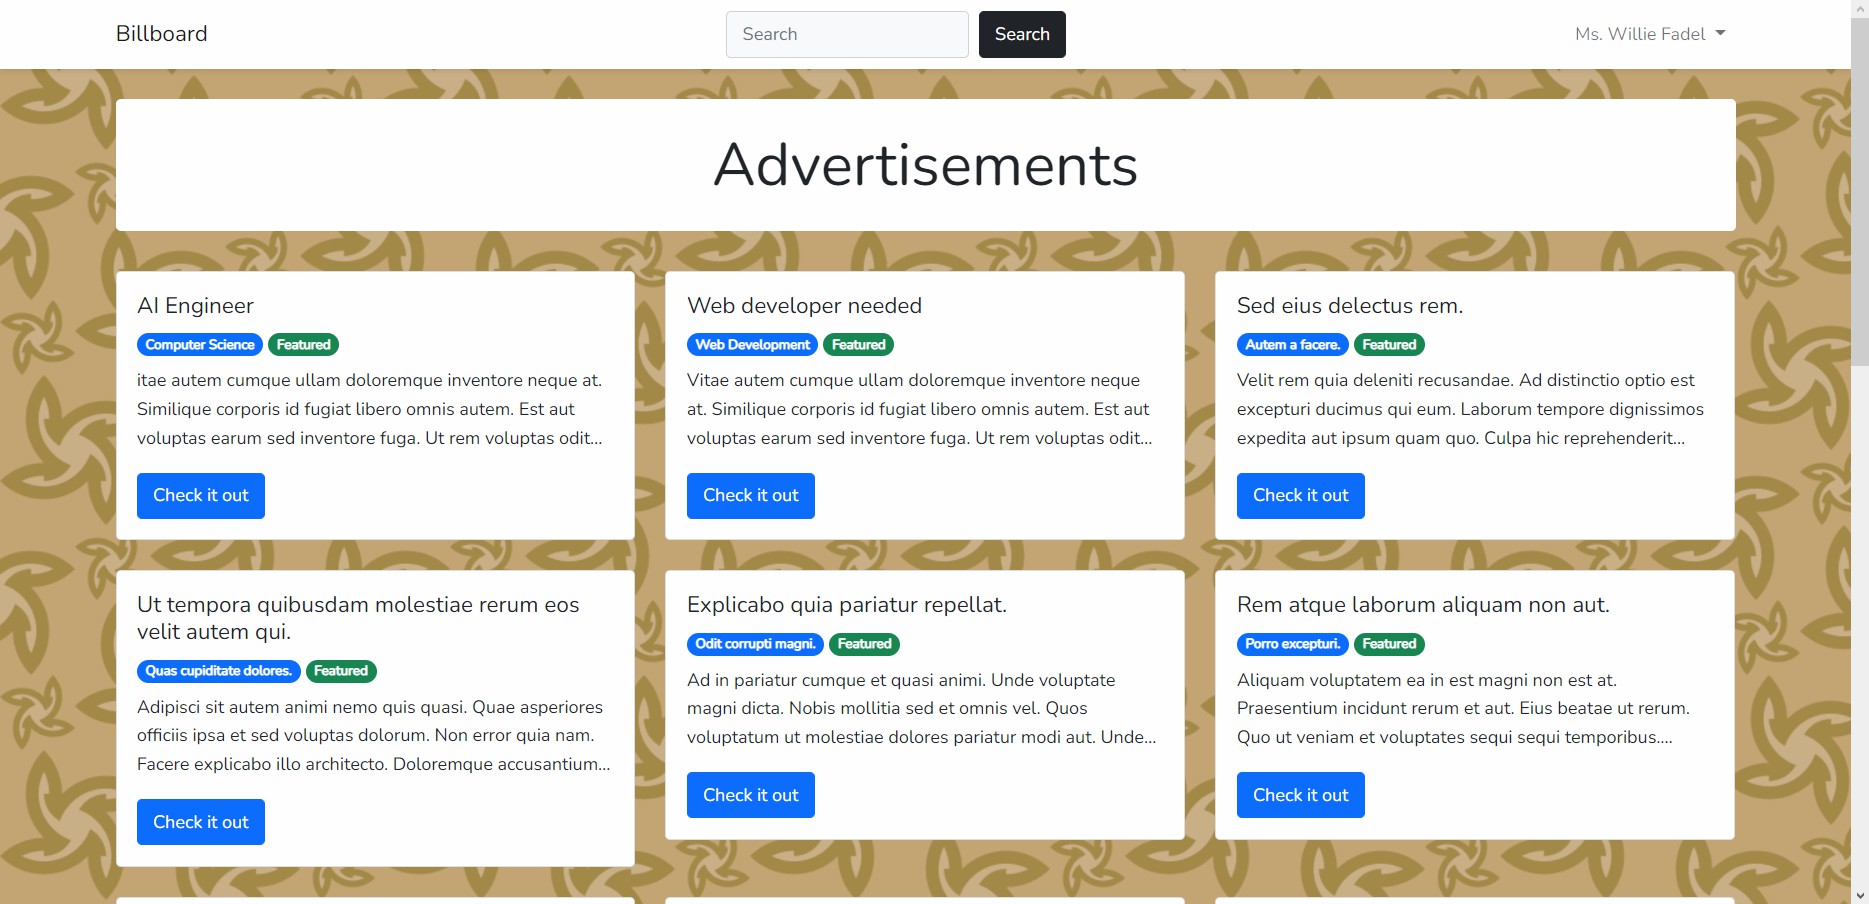 Billboard
Search
Search
Ms. Willie Fadel
Advertisements
AI Engineer
Computer Science Featured
itae autem cumque ullam doloremque inventore neque at.
Similique corporis id fugiat libero omnis autem. Est aut
voluptas earum sed inventore fuga. Ut rem voluptas odit...
Check it out
Web developer needed
Web Development Featured
Vitae autem cumque ullam doloremque inventore neque
at. Similique corporis id fugiat libero omnis autem. Est aut
voluptas earum sed inventore fuga. Ut rem voluptas odit...
Check it out
Sed eius delectus rem.
Autem a facere. Featured
Velit rem quia deleniti recusandae. Ad distinctio optio est
excepturi ducimus qui eum. Laborum tempore dignissimos
expedita aut ipsum quam quo. Culpa hic reprehenderit...
Check it out
Ut tempora quibusdam molestiae rerum eos
velit autem qui.
Quas cupiditate dolores. Featured
Adipisci sit autem animi nemo quis quasi. Quae asperiores
officiis ipsa et sed voluptas dolorum. Non error quia nam.
Facere explicabo illo architecto. Doloremque accusantium...
Check it out
Explicabo quia pariatur repellat.
Odit corrupti magni. Featured
Ad in pariatur cumque et quasi animi. Unde voluptate
magni dicta. Nobis mollitia sed et omnis vel. Quos
voluptatum ut molestiae dolores pariatur modi aut. Unde...
Check it out
Rem atque laborum aliquam non aut.
Porro excepturi. Featured
Aliquam voluptatem ea in est magni non est at.
Praesentium incidunt rerum et aut. Eius beatae ut rerum.
Quo ut veniam et voluptates sequi sequi temporibus....
Check it out